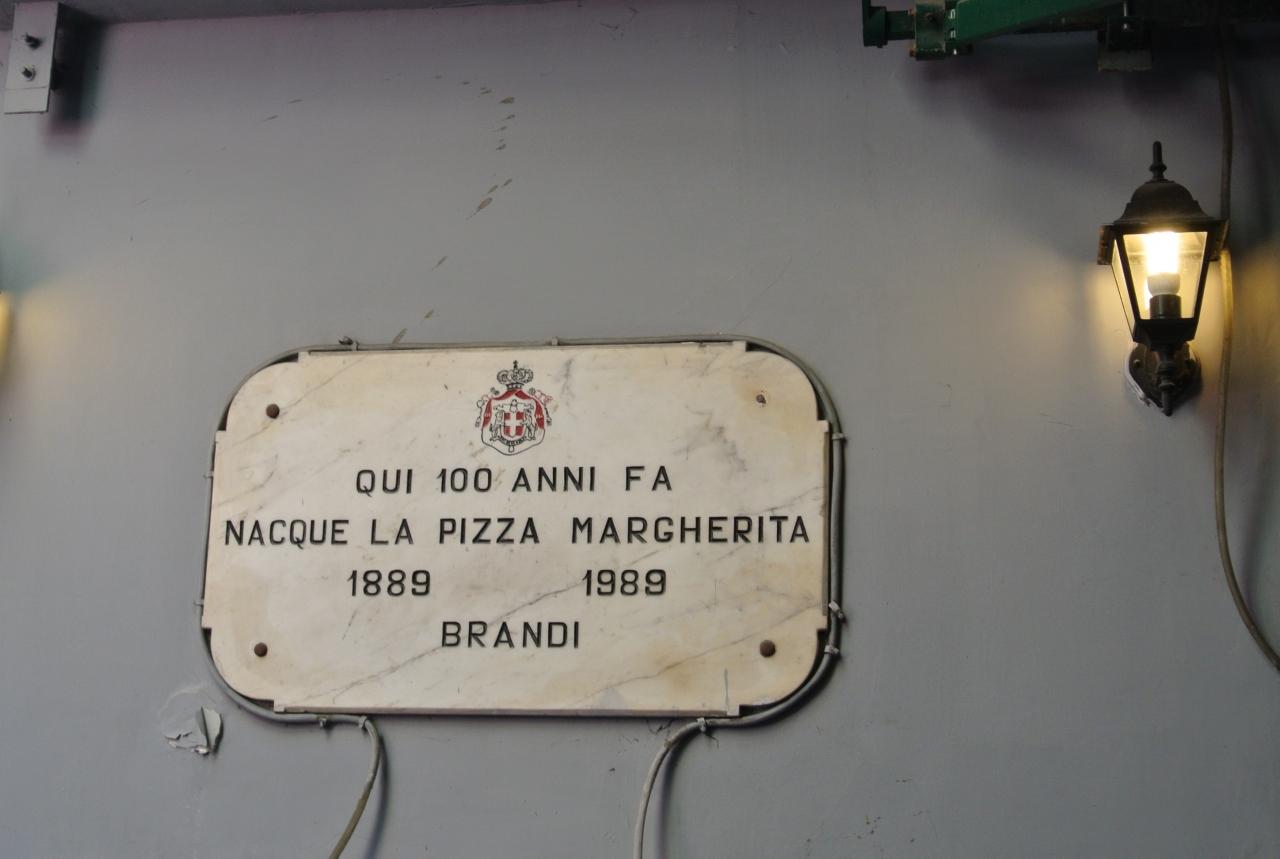 QUI 100 ANNI FA
NACQUE LA PIZZA MARGHERITA
1889 1989
BRANDI